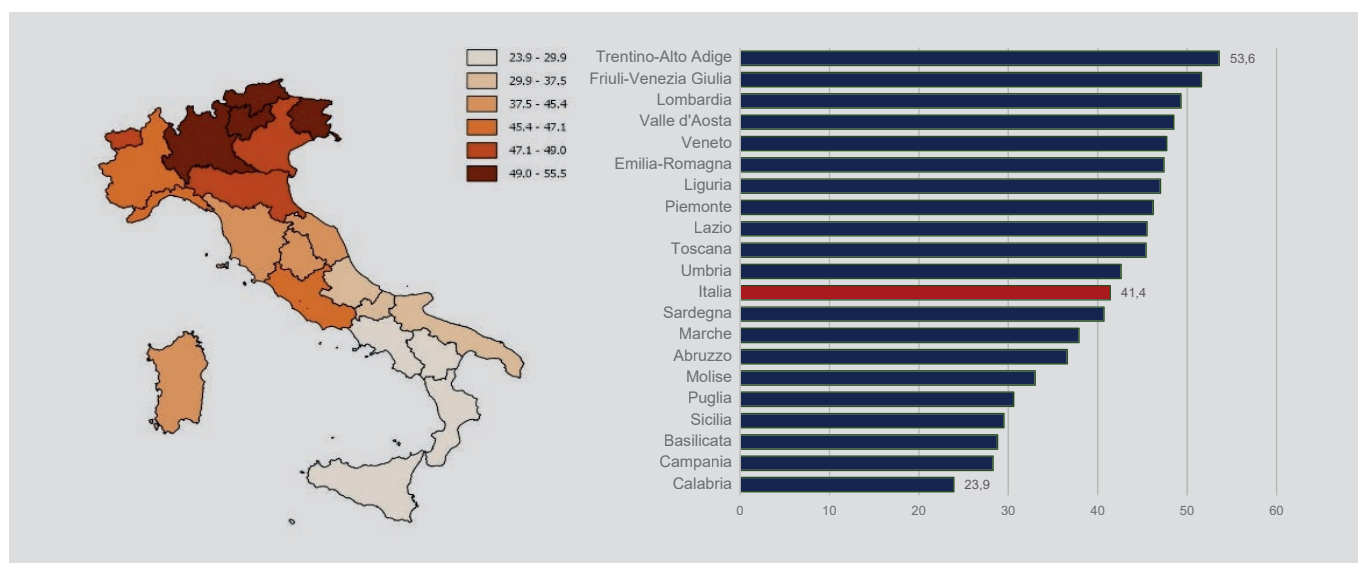 23.9 - 29.9
29.9 - 37.5
37.5 - 45.4
45.4 - 47.1
47.1 - 49.0
49.0 - 55.5
Trentino-Alto Adige 53,6
Friuli-Venezia Giulia
Lombardia
Valle d'Aosta
Veneto
Emilia-Romagna
Liguria
Piemonte
Lazio
Toscana
Umbria
Italia 41,4
Sardegna
Marche
Abruzzo
Molise
Puglia
Sicilia
Basilicata
Campania
Calabria 23,9
0 10 20 30 40 50 60